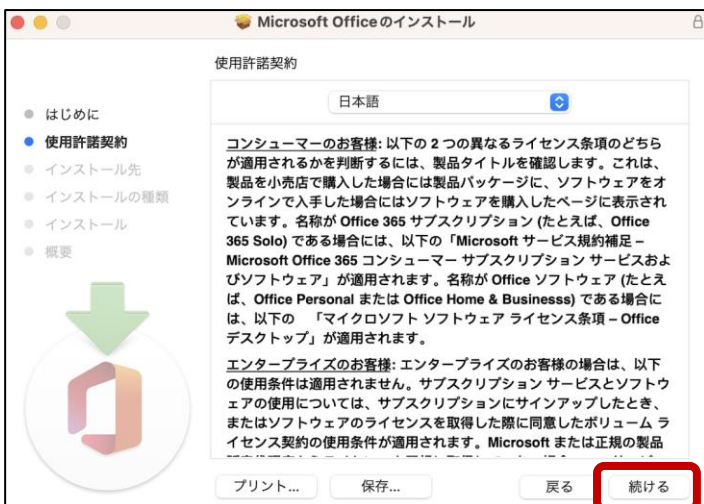 Microsoft Officeのインストール
使用許諾契約
はじめに
使用許諾契約
インストール先
インストールの種類
インストール
概要
日本語
コンシューマーのお客様: 以下の 2 つの異なるライセンス条項のどちら
が適用されるかを判断するには、製品タイトルを確認します。これは、
製品を小売店で購入した場合には製品パッケージに、ソフトウェアをオ
ンラインで入手した場合にはソフトウェアを購入したページに表示され
ています。名称が Office 365 サブスクリプション (たとえば、Office
365 Solo) である場合には、以下の「Microsoft サービス規約補足 –
Microsoft Office 365 コンシューマー サブスクリプション サービスおよ
びソフトウェア」が適用されます。名称が Office ソフトウェア (たとえ
ば、Office Personal または Office Home & Businesss) である場合に
は、以下の 「マイクロソフト ソフトウェア ライセンス条項 – Office
デスクトップ」が適用されます。
エンタープライズのお客様: エンタープライズのお客様の場合は、以下
の使用条件は適用されません。サブスクリプション サービスとソフトウ
ェアの使用については、サブスクリプションにサインアップしたとき、
またはソフトウェアのライセンスを取得した際に同意したボリューム ラ
イセンス契約の使用条件が適用されます。Microsoft または正規の製品
プリント...
保存...
戻る
続ける